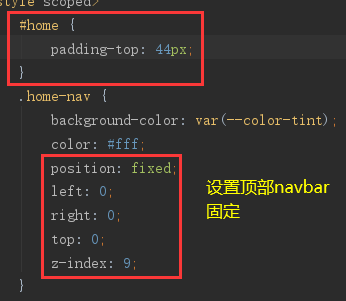 style scoped>
#home {
padding-top: 44px;
}
.home-nav {
background-color: var(--color-tint);
color: #fff;
position: fixed;
left: 0;
right: 0;
top: 0;
z-index: 9;
}
设置顶部navbar
固定